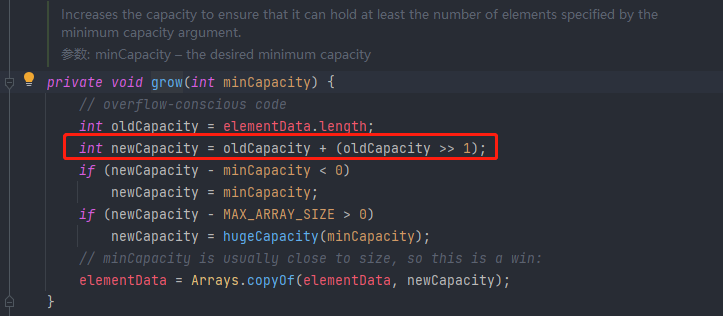 Increases the capacity to ensure that it can hold at least the number of elements specified by the
minimum capacity argument.
参数: minCapacity – the desired minimum capacity
private void grow(int minCapacity) {
// overflow-conscious code
int oldCapacity = elementData.length;
int newCapacity = oldCapacity + (oldCapacity >> 1);
if (newCapacity - minCapacity < 0)
newCapacity = minCapacity;
if (newCapacity - MAX_ARRAY_SIZE > 0)
newCapacity = hugeCapacity(minCapacity);
// minCapacity is usually close to size, so this is a win:
elementData = Arrays.copyOf(elementData, newCapacity);
}